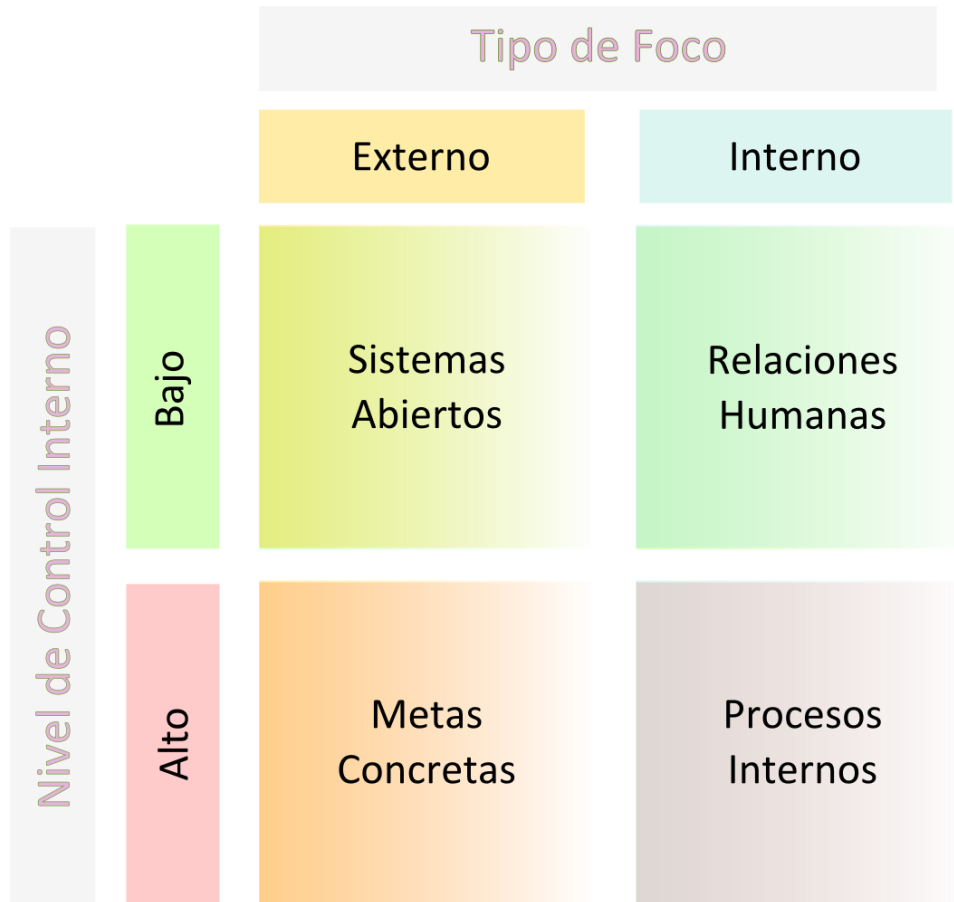 Tipo de Foco
Externo
Interno
Nivel de Control Interno
Bajo
Sistemas
Abiertos
Relaciones
Humanas
Alto
Metas
Concretas
Procesos
Internos